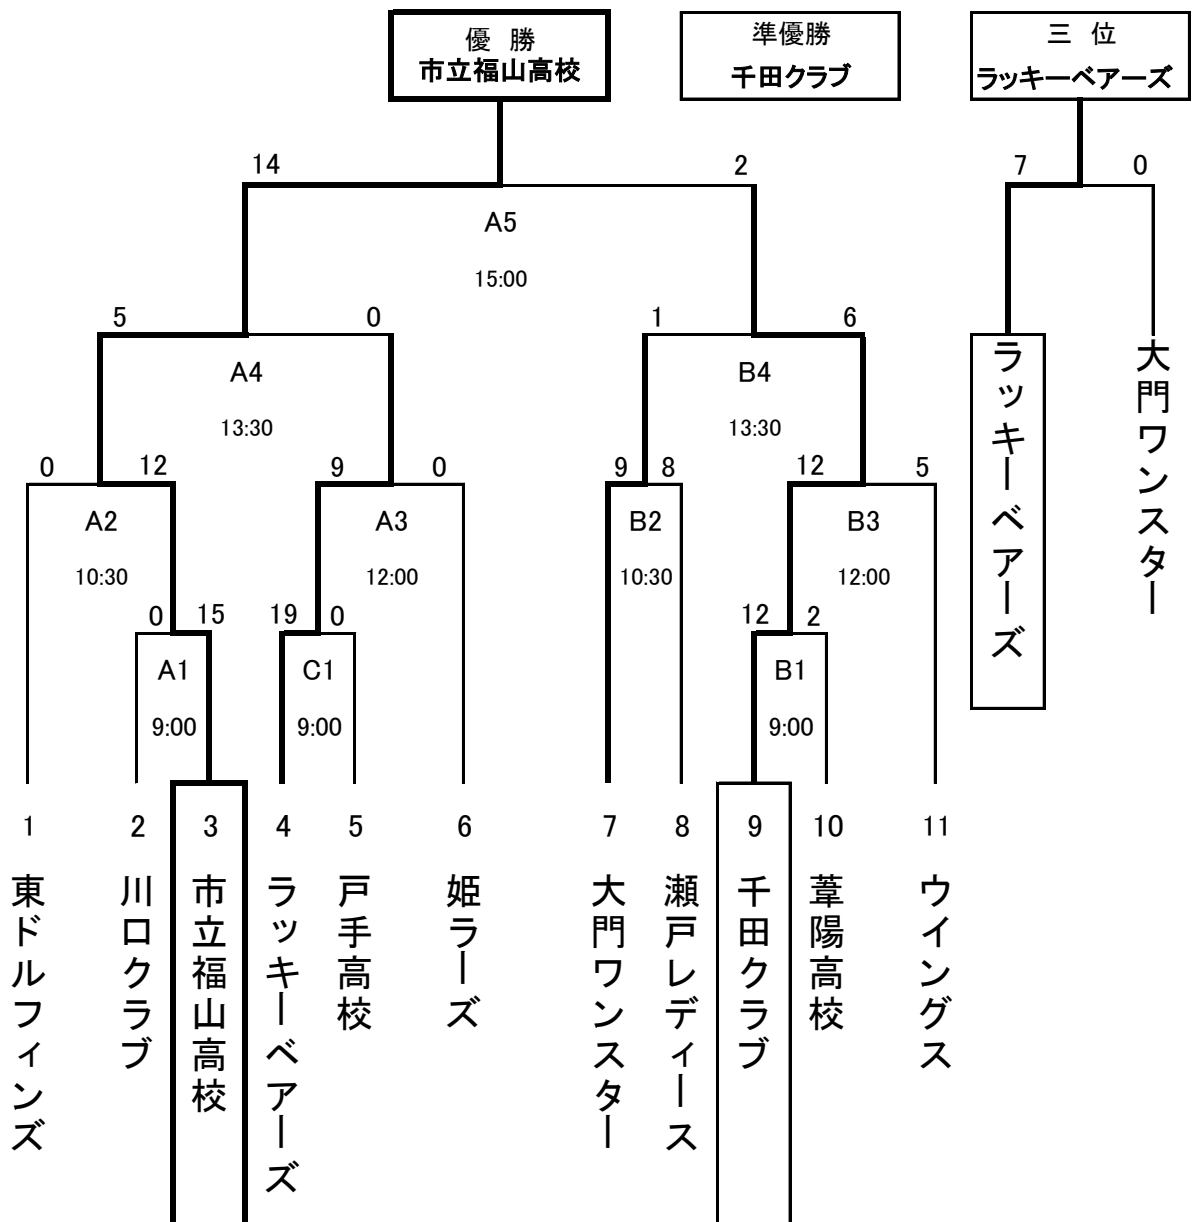 優 勝
市立福山高校
準優勝
千田クラブ
三 位
ラッキーベアーズ
14
2
7
0
A5
15:00
5
0
1
6
A4
13:30
B4
13:30
ラッキーベアーズ
大門ワンスター
0
12
9
0
9
8
12
5
A2
10:30
A3
12:00
B2
10:30
B3
12:00
0
15
19
0
12
2
A1
9:00
C1
9:00
B1
9:00
1
2
3
4
5
6
7
8
9
10
11
東ドルフィンズ
川口クラブ
市立福山高校
ラッキーベアーズ
戸手高校
姫ラーズ
大門ワンスター
瀬戸レディース
千田クラブ
葦陽高校
ウイングス